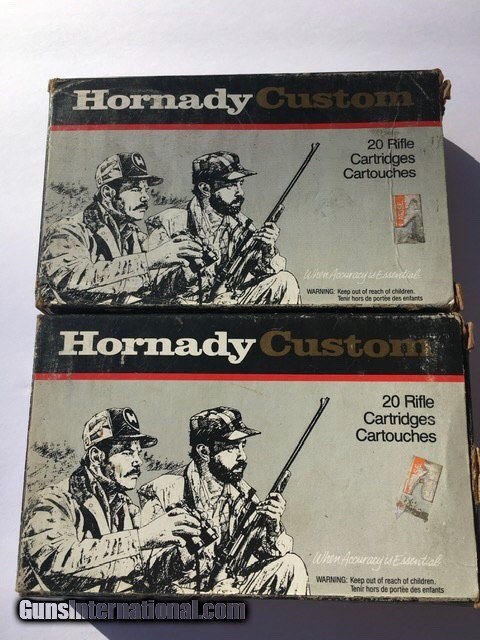 Hornady Custom
20 Rifle
Cartridges
Cartouches
When Accuracy is Essential
WARNING: Keep out of reach of children.
Tenir hors de portée des enfants
Hornady Custom
20 Rifle
Cartridges
Cartouches
When Accuracy is Essential
WARNING: Keep out of reach of children.
Tenir hors de portée des enfants
GunsInternational.com